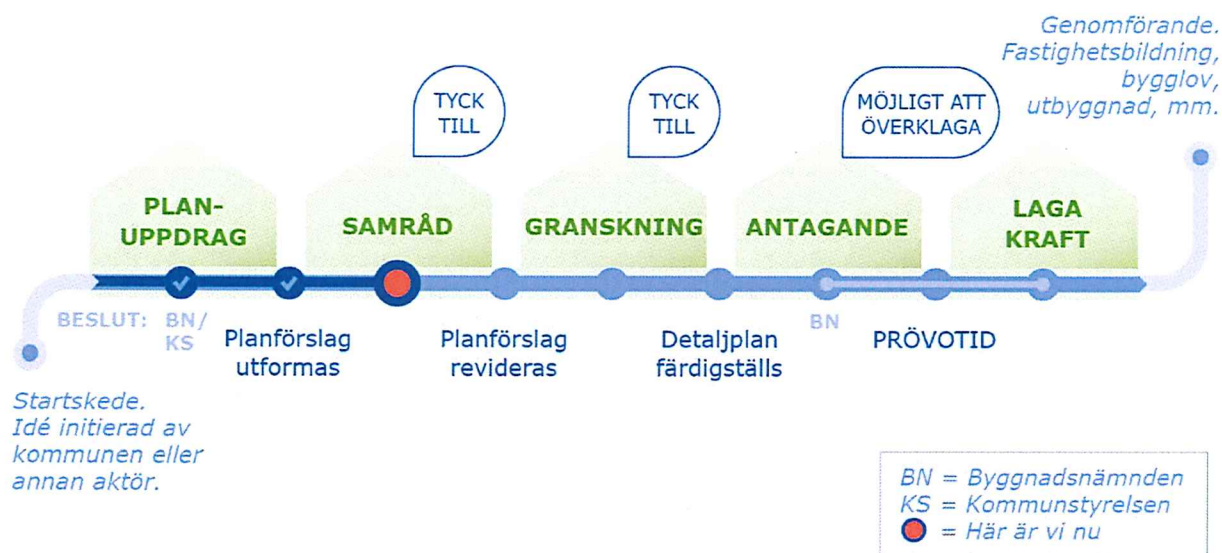 Genomförande.
Fastighetsbildning,
bygglov,
utbyggnad, mm.
TYCK
TILL
TYCK
TILL
MÖJLIGT ATT
ÖVERKLAGA
PLAN-
UPPDRAG
SAMRÅD
GRANSKNING
ANTAGANDE
LAGA
KRAFT
BESLUT: BN/
KS
Planförslag
utformas
Planförslag
revideras
Detaljplan
färdigställs
BN
PRÖVOTID
Startskede.
Idé initierad av
kommunen eller
annan aktör.
BN = Byggnadsnämnden
KS = Kommunstyrelsen
= Här är vi nu